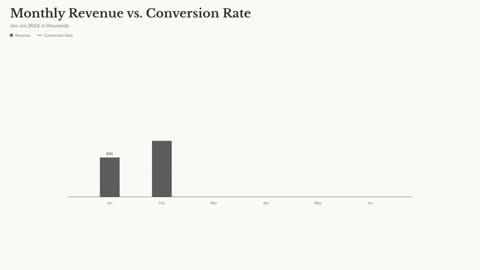 Monthly Revenue vs. Conversion Rate
Jan-Jun 2024, in thousands
Revenue
Conversion Rate
Jan
Feb
Mar
Apr
May
Jun